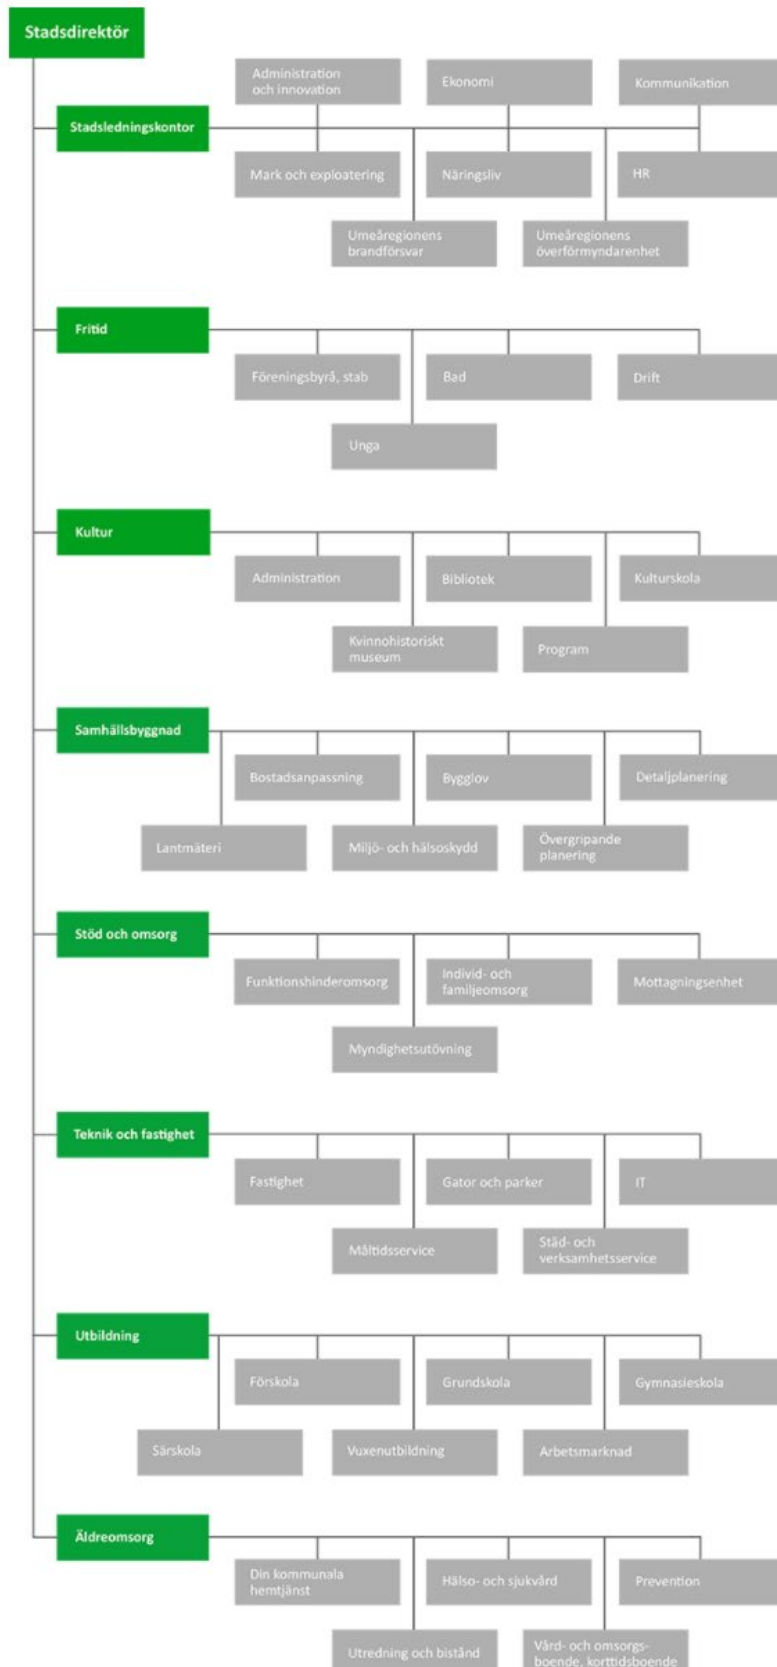 Stadsdirektör
Administration
och innovation
Ekonomi
Kommunikation
Stadsledningskontor
Mark och exploatering
Näringsliv
HR
Umeåregionens
brandförsvar
Umeåregionens
överförmyndarenhet
Fritid
Föreningsbyrå, stab
Bad
Drift
Unga
Kultur
Administration
Bibliotek
Kulturskola
Kvinnohistoriskt
museum
Program
Samhällsbyggnad
Bostadsanpassning
Bygglov
Detaljplanering
Lantmäteri
Miljö- och hälsoskydd
Övergripande
planering
Stöd och omsorg
Funktionshinderomsorg
Individ- och
familjeomsorg
Mottagningsenhet
Myndighetsutövning
Teknik och fastighet
Fastighet
Gator och parker
IT
Måltidsservice
Städ- och
verksamhetsservice
Utbildning
Förskola
Grundskola
Gymnasieskola
Särskola
Vuxenutbildning
Arbetsmarknad
Äldreomsorg
Din kommunala
hemtjänst
Hälso- och sjukvård
Prevention
Utredning och bistånd
Vård- och omsorgs-
boende, korttidsboende